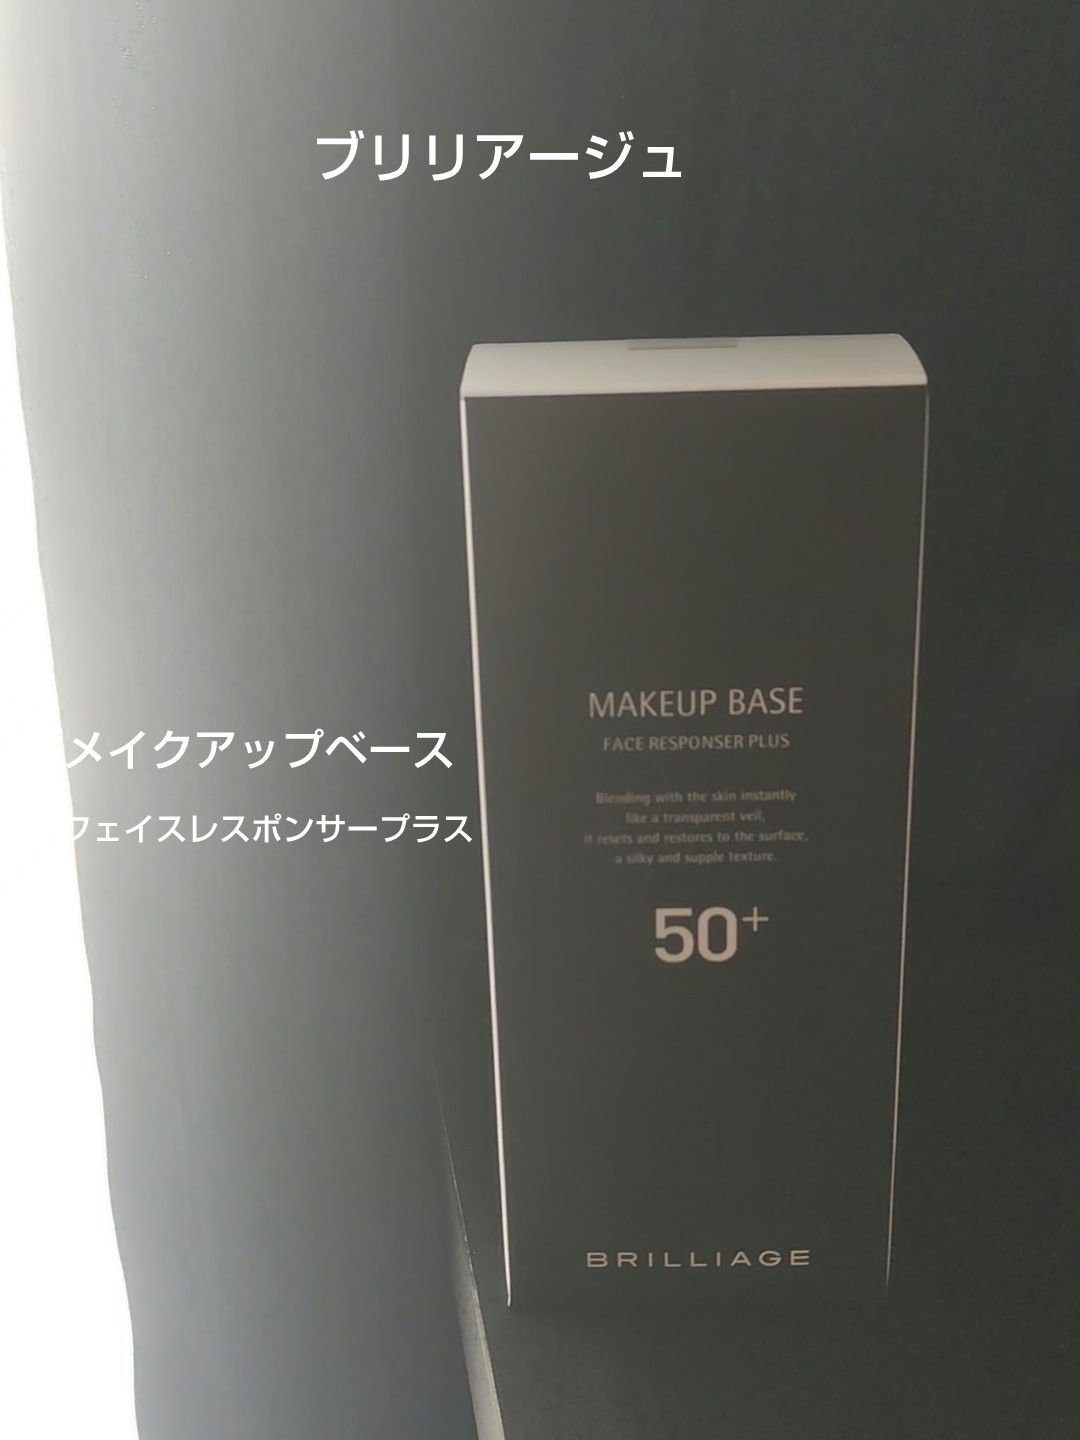 ブリリアージュ
メイクアップベース
フェイスレスポンサープラス
MAKEUP BASE
FACE RESPONSER PLUS
Blending with the skin instantly
like a transparent veil,
it resets and restores to the surface,
a silky and supple texture.
50+
BRILLIAGE